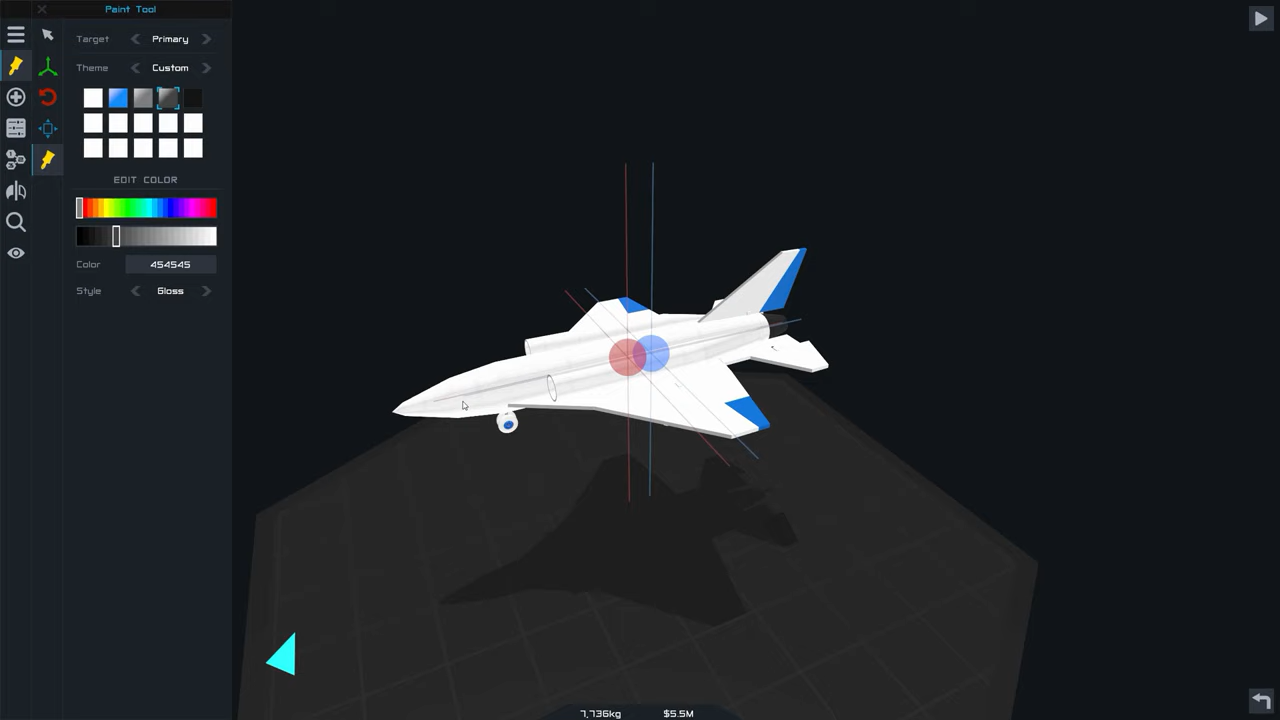 Paint Tool
Target Primary
Theme Custom
EDIT COLOR
Color 454545
Style Gloss
7,736kg $5.5M